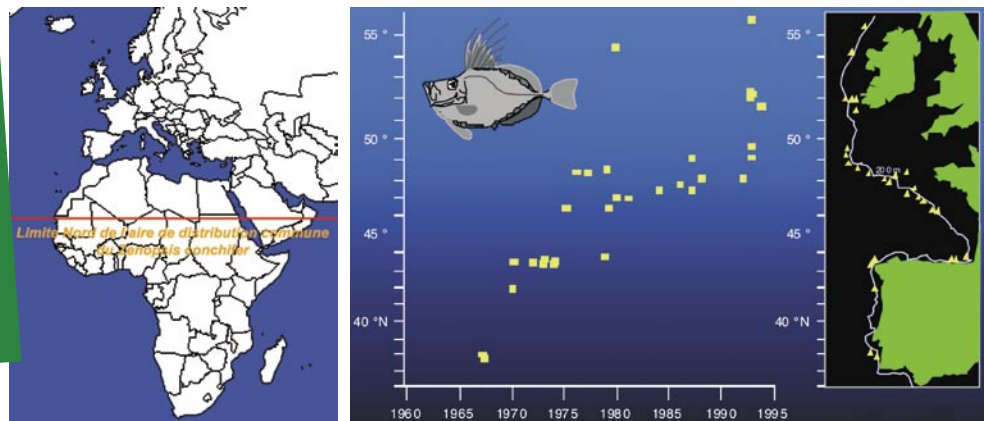 Limite Nord de l'aire de distribution commune
du Zenopsis conchifer
55 °
50 °
45 °
40 °N
1960 1965 1970 1975 1980 1985 1990 1995
55 °
50 °
45 °
40 °N
200 m